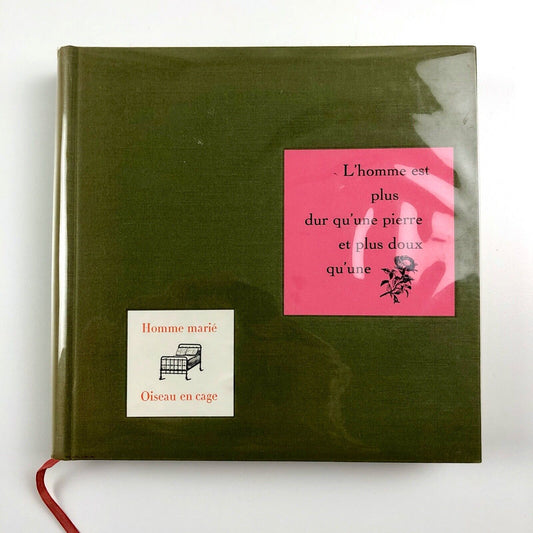 L'homme est
plus
dur qu'une pierre
et plus doux
qu'une
Homme marié
Oiseau en cage